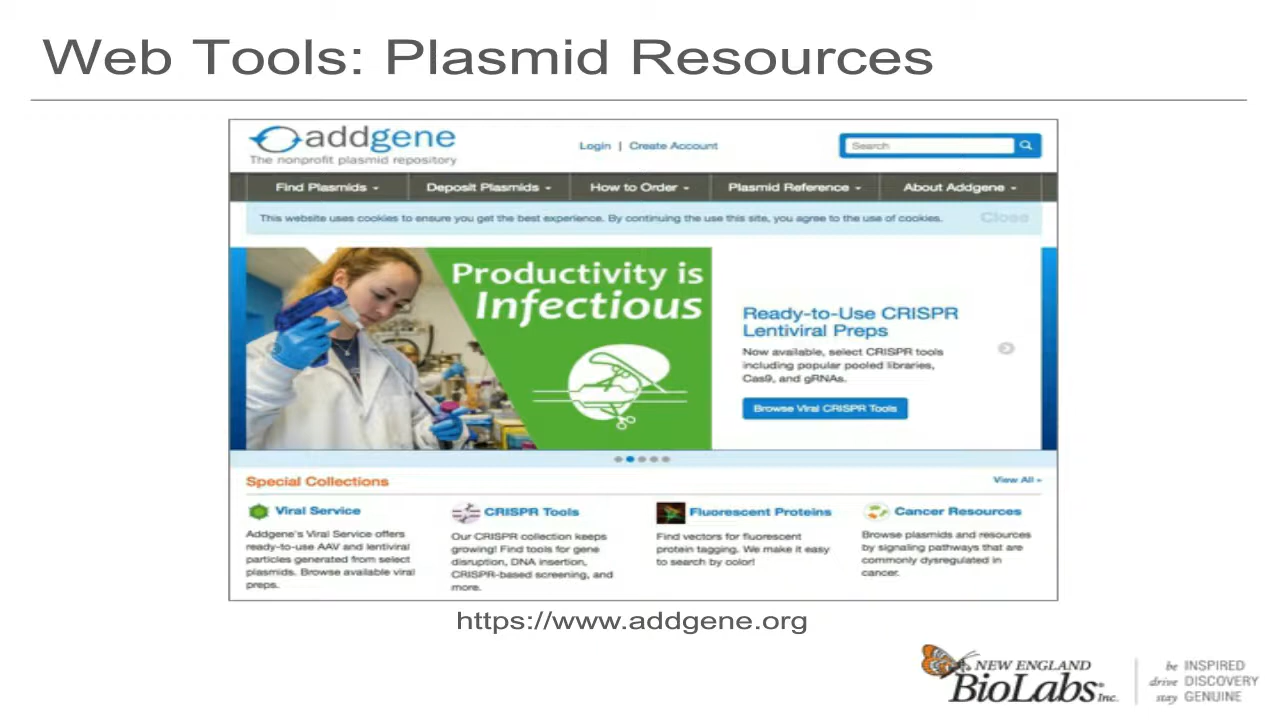 Web Tools: Plasmid Resources
addgene
The nonprofit plasmid repository
Login | Create Account
Search
Find Plasmids
Deposit Plasmids
How to Order
Plasmid Reference
About Addgene
This website uses cookies to ensure you get the best experience. By continuing the use this site, you agree to the use of cookies.
Close
Productivity is
Infectious
Ready-to-Use CRISPR
Lentiviral Preps
Now available, select CRISPR tools
including popular pooled libraries,
Cas9, and gRNAs.
Browse Viral CRISPR Tools
Special Collections
View All »
Viral Service
Addgene's Viral Service offers
ready-to-use AAV and lentiviral
particles generated from select
plasmids. Browse available viral
preps.
CRISPR Tools
Our CRISPR collection keeps
growing! Find tools for gene
disruption, DNA insertion,
CRISPR-based screening, and
more.
Fluorescent Proteins
Find vectors for fluorescent
protein tagging. We make it easy
to search by color!
Cancer Resources
Browse plasmids and resources
by signaling pathways that are
commonly dysregulated in
cancer.
https://www.addgene.org
NEW ENGLAND
BioLabs Inc.
be INSPIRED
drive DISCOVERY
stay GENUINE